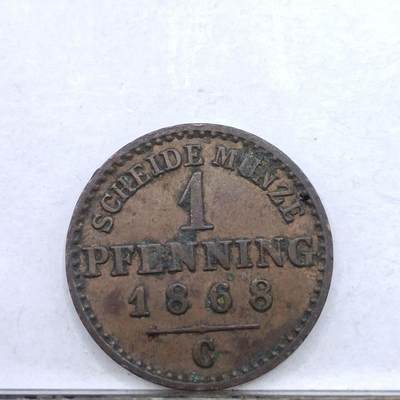 SCHEIDE MÜNZE
1
PFENNING
1868
C